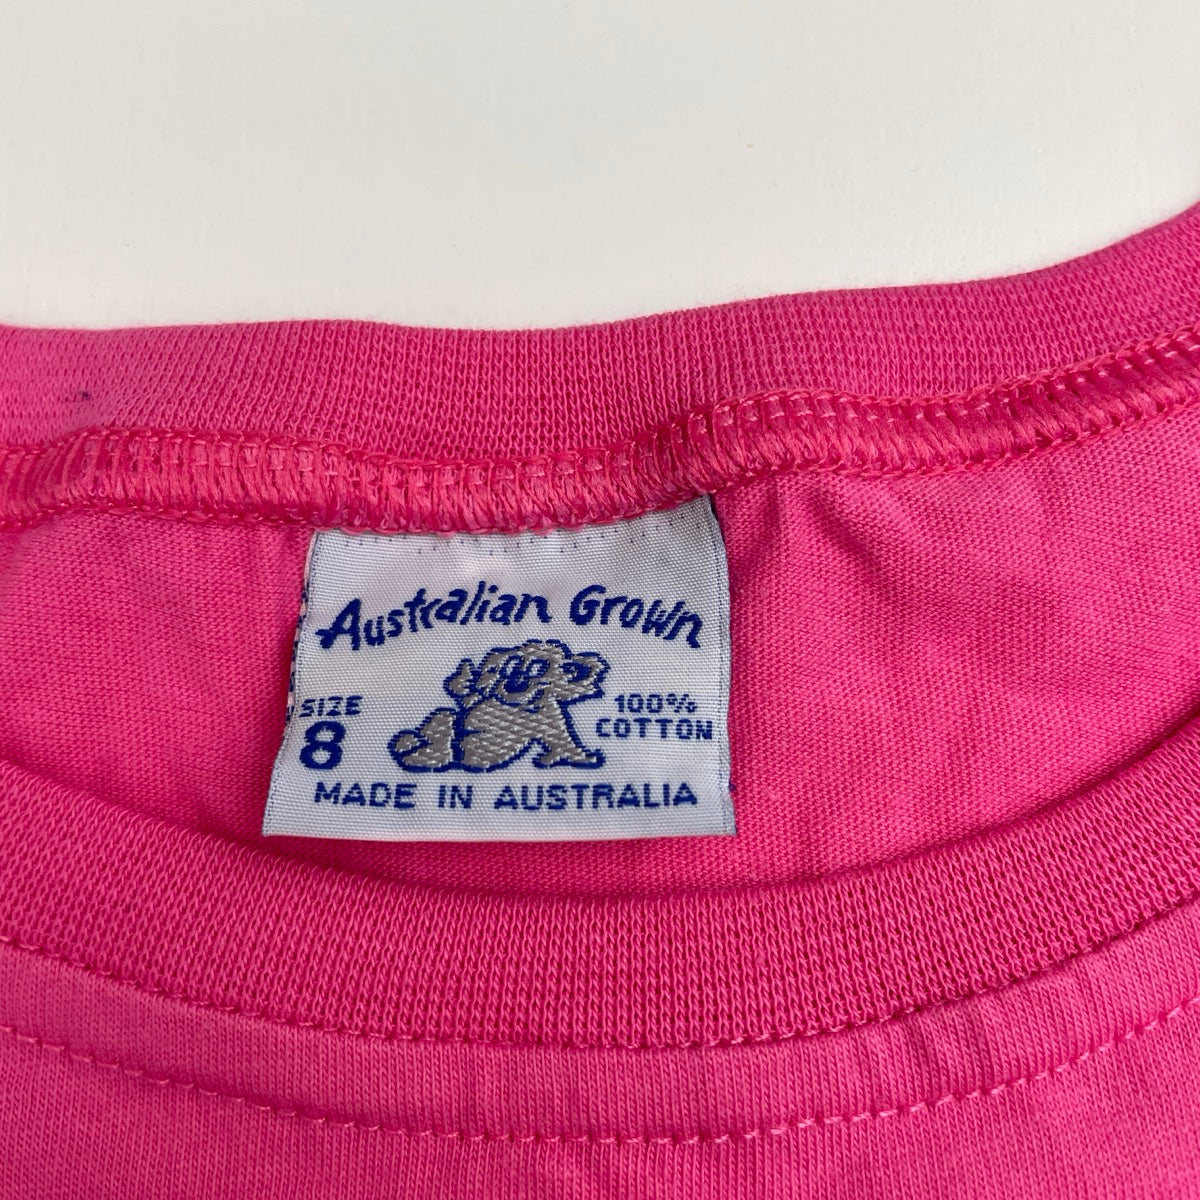 Australian Grown
SIZE 100%
8 COTTON
MADE IN AUSTRALIA